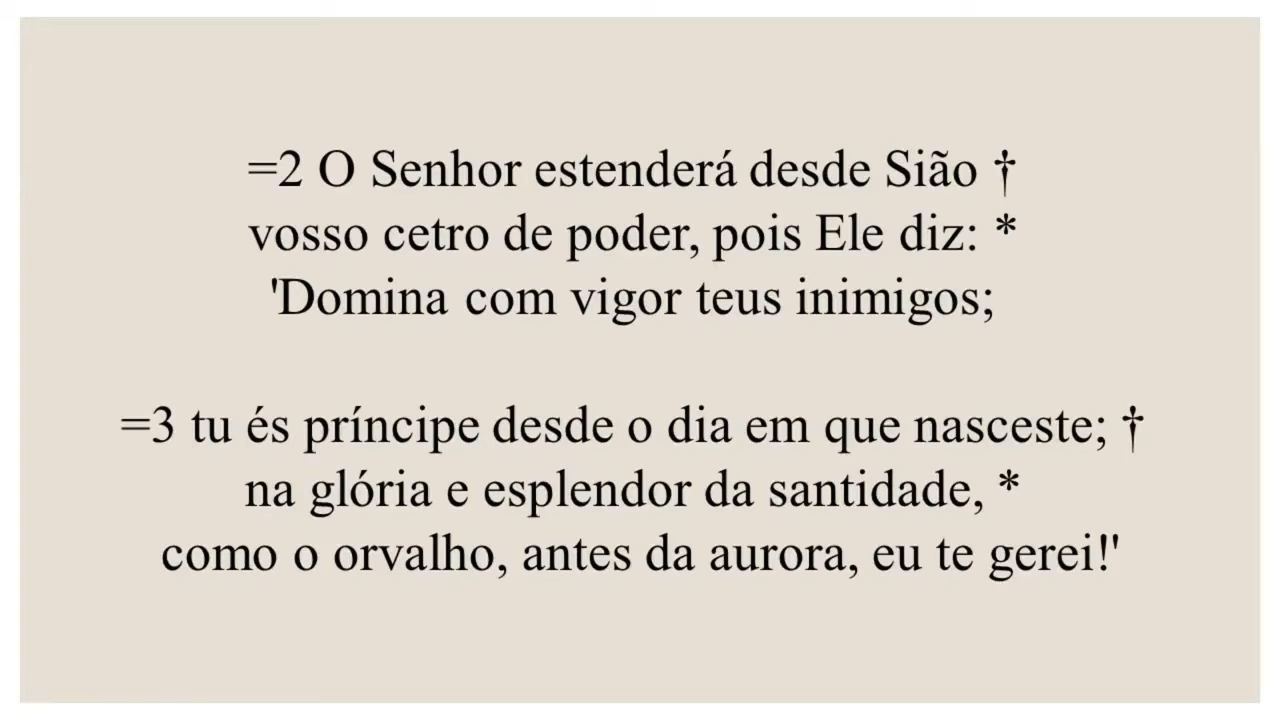 =2 O Senhor estenderá desde Sião †
vosso cetro de poder, pois Ele diz: *
'Domina com vigor teus inimigos;
=3 tu és príncipe desde o dia em que nasceste; †
na glória e esplendor da santidade, *
como o orvalho, antes da aurora, eu te gerei!'